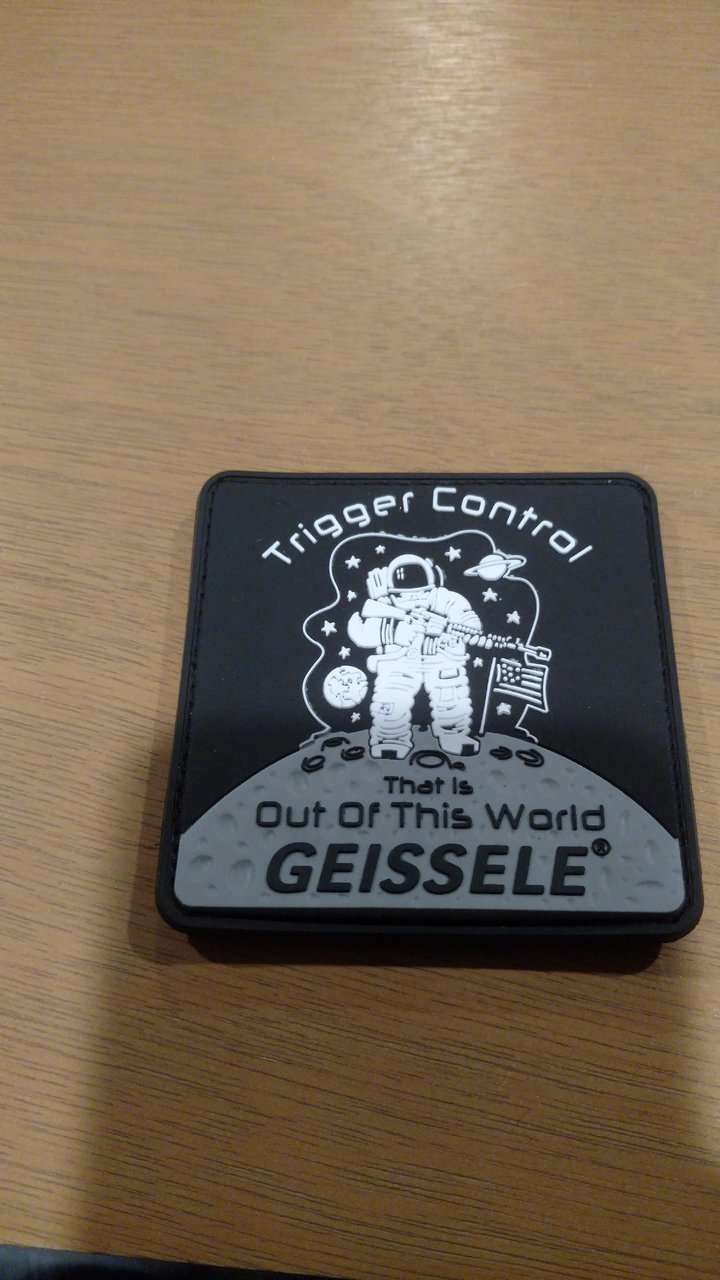 Trigger Control
That Is
Out Of This World
GEISSELE®